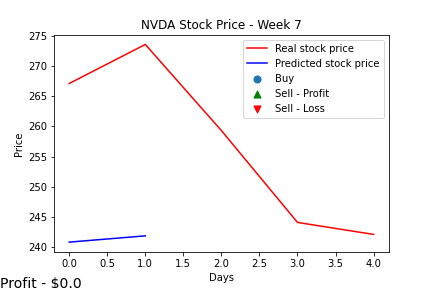 NVDA Stock Price - Week 7
275
270
265
260
255
250
245
240
Price
Real stock price
Predicted stock price
Buy
Sell - Profit
Sell - Loss
0.0 0.5 1.0 1.5 2.0 2.5 3.0 3.5 4.0
Days
Profit - $0.0